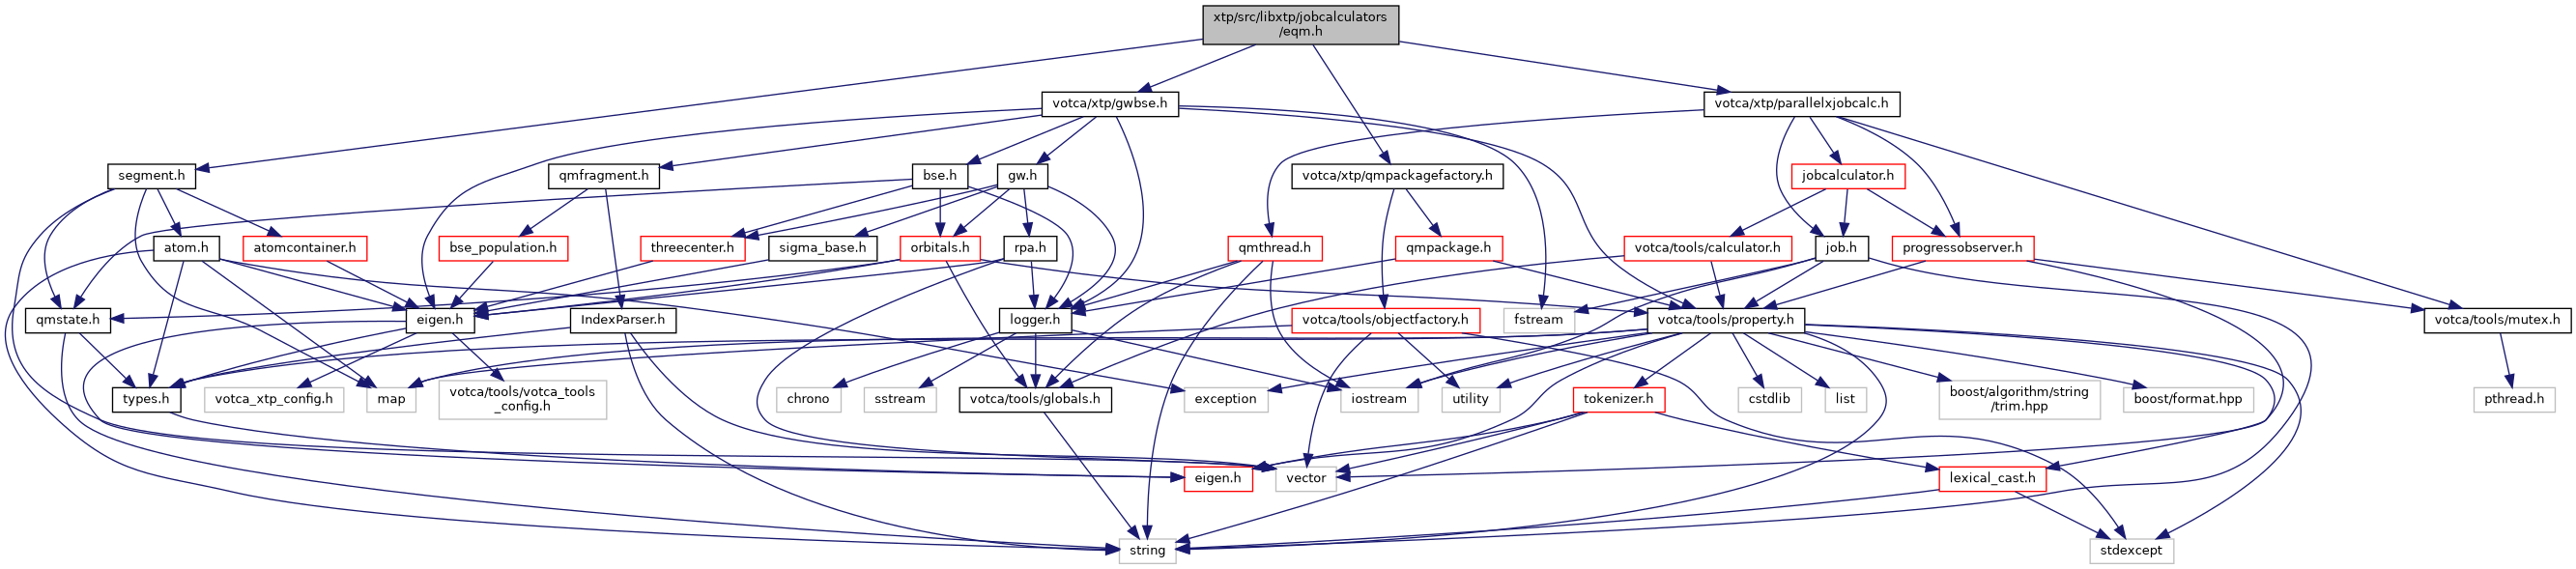 xtp/src/libxtp/jobcalculators
/eqm.h
votca/xtp/gwbse.h
votca/xtp/parallelxjobcalc.h
segment.h
qmfragment.h
bse.h
gw.h
votca/xtp/qmpackagefactory.h
jobcalculator.h
atom.h
atomcontainer.h
bse_population.h
threecenter.h
sigma_base.h
orbitals.h
rpa.h
qmthread.h
qmpackage.h
votca/tools/calculator.h
job.h
progressobserver.h
qmstate.h
eigen.h
IndexParser.h
logger.h
votca/tools/objectfactory.h
fstream
votca/tools/property.h
votca/tools/mutex.h
types.h
votca_xtp_config.h
map
votca/tools/votca_tools
_config.h
chrono
sstream
votca/tools/globals.h
exception
iostream
utility
tokenizer.h
cstdlib
list
boost/algorithm/string
/trim.hpp
boost/format.hpp
pthread.h
eigen.h
vector
lexical_cast.h
string
stdexcept